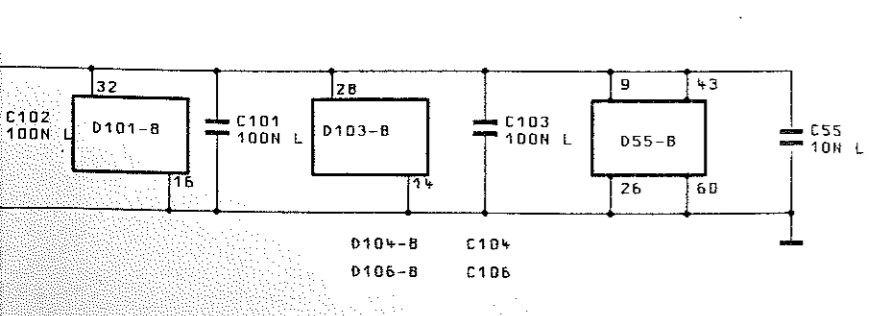 32
28
9 43
C102
100N L
D101-B
C101
100N L
D103-B
C103
100N L
D55-B
C55
10N L
16
14
26 60
D104-B C104
D106-B C106